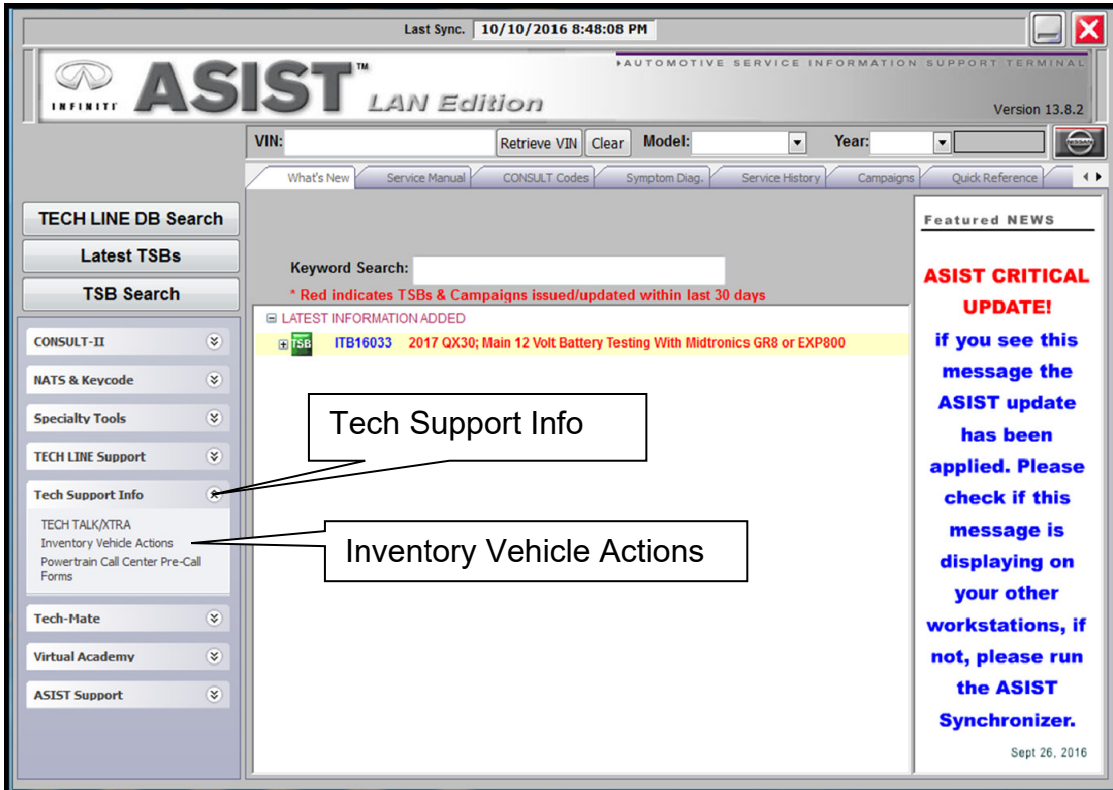 Last Sync. 10/10/2016 8:48:08 PM
INFINITI ASIST™ LAN Edition
AUTOMOTIVE SERVICE INFORMATION SUPPORT TERMINAL
Version 13.8.2
VIN: Retrieve VIN Clear Model: Year: NISSAN
What's New Service Manual CONSULT Codes Symptom Diag. Service History Campaigns Quick Reference
TECH LINE DB Search
Latest TSBs
TSB Search
CONSULT-II
NATS & Keycode
Specialty Tools
TECH LINE Support
Tech Support Info
TECH TALK/XTRA
Inventory Vehicle Actions
Powertrain Call Center Pre-Call
Forms
Tech-Mate
Virtual Academy
ASIST Support
Keyword Search:
* Red indicates TSBs & Campaigns issued/updated within last 30 days
LATEST INFORMATION ADDED
TSB ITB16033 2017 QX30; Main 12 Volt Battery Testing With Midtronics GR8 or EXP800
Tech Support Info
Inventory Vehicle Actions
Featured NEWS
ASIST CRITICAL
UPDATE!
if you see this
message the
ASIST update
has been
applied. Please
check if this
message is
displaying on
your other
workstations, if
not, please run
the ASIST
Synchronizer.
Sept 26, 2016